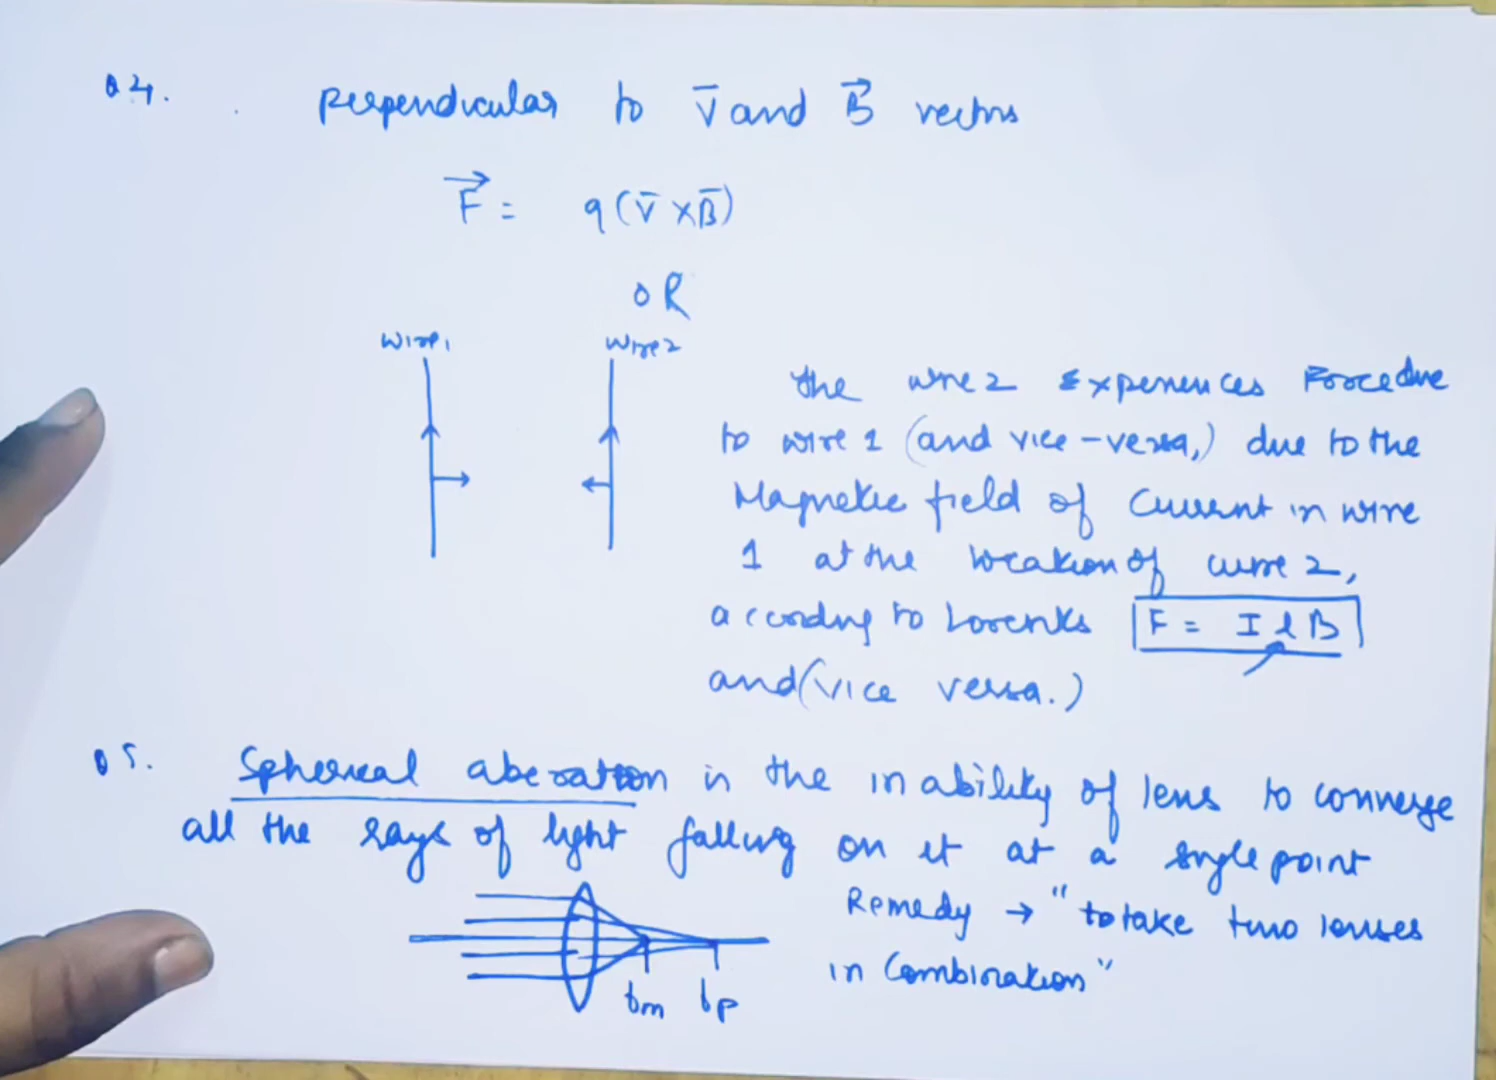 Q4. perpendicular to V̄ and B⃗ vectors
F⃗ = q(V̄ × B̄)
OR
wire1 wire2
The wire 2 Experiences Force due
to wire 1 (and vice-versa,) due to the
Magnetic field of Current in wire
1 at the location of wire 2,
according to Lorentz F = I l B
and (vice versa.)
Q5. Spherical aberration is the inability of lens to converge
all the rays of light falling on it at a single point
Remedy → "to take two lenses
in Combination"
fm fp